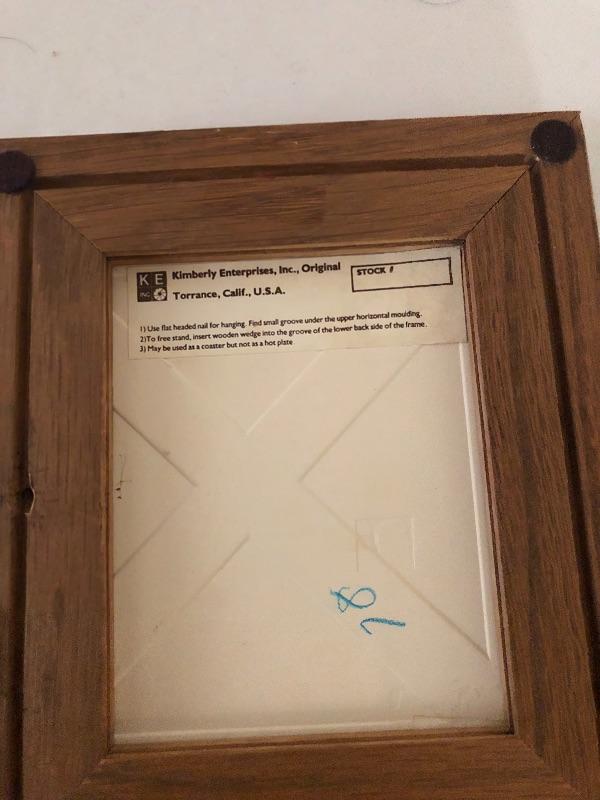 K E Kimberly Enterprises, Inc., Original STOCK #
INC Torrance, Calif., U.S.A.
1) Use flat headed nail for hanging. Find small groove under the upper horizontal moulding.
2)To free stand, insert wooden wedge into the groove of the lower back side of the frame.
3) May be used as a coaster but not as a hot plate
18